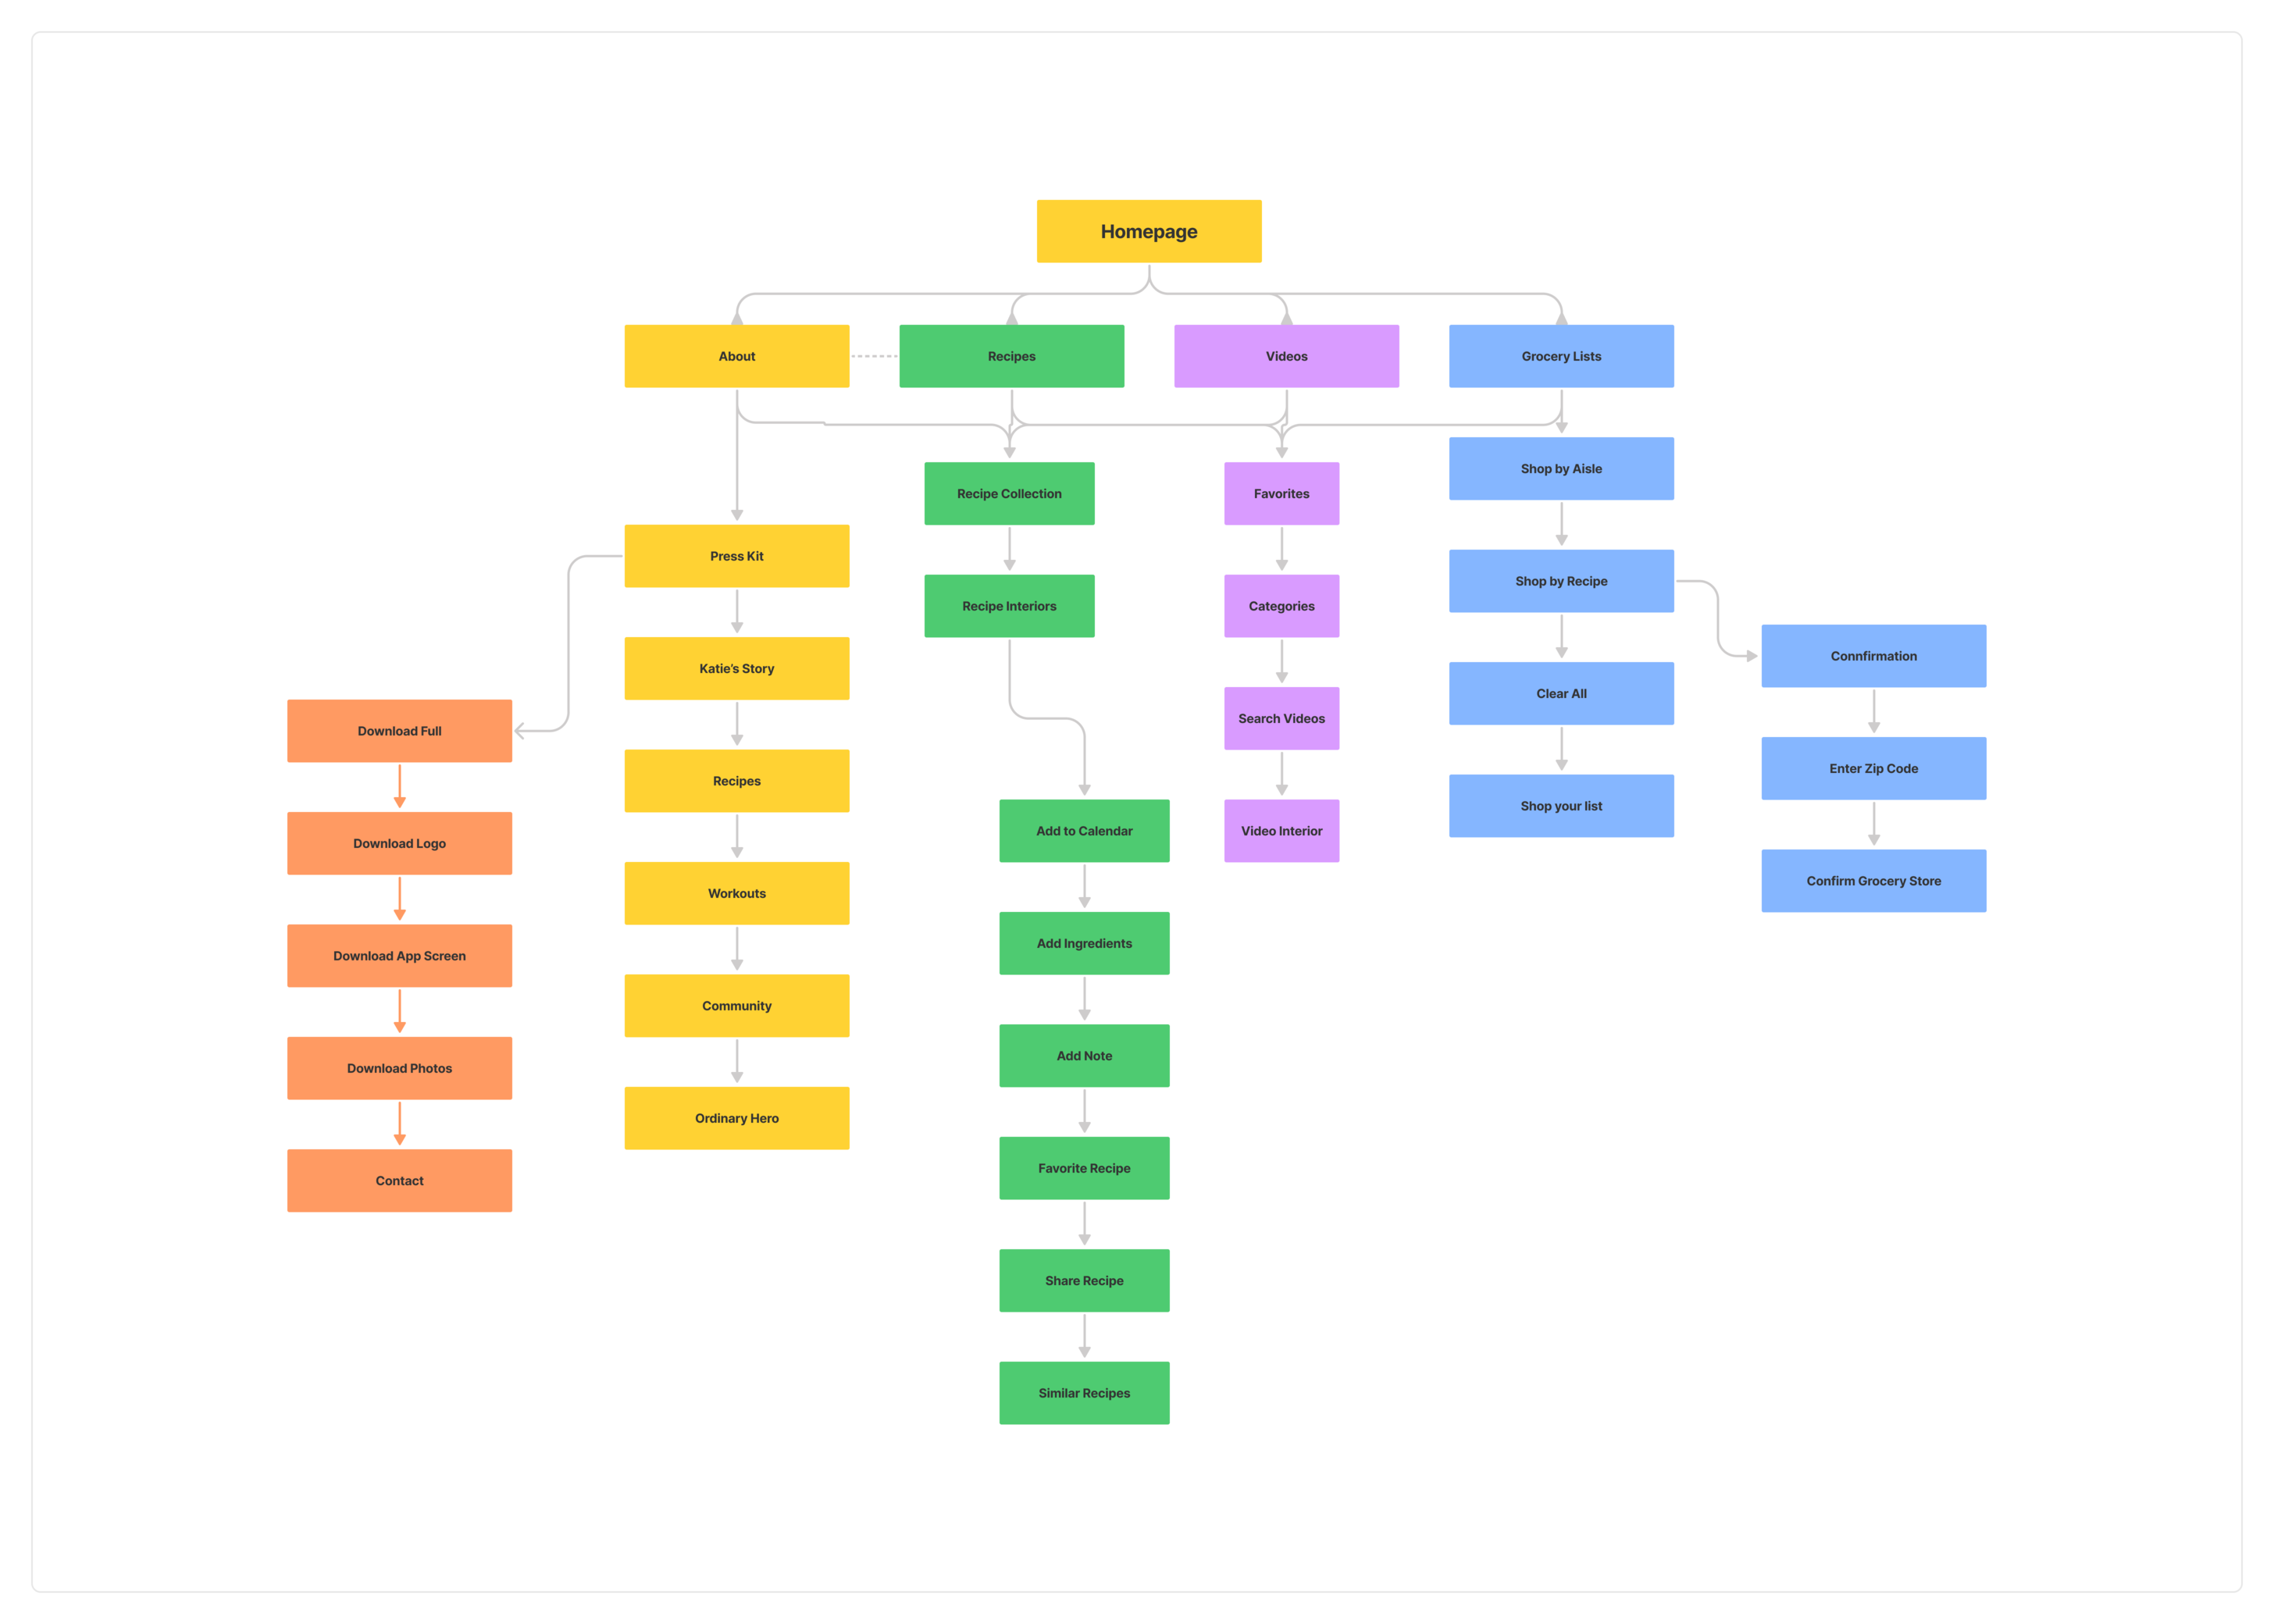 Homepage
About
Recipes
Videos
Grocery Lists
Shop by Aisle
Recipe Collection
Favorites
Press Kit
Shop by Recipe
Recipe Interiors
Categories
Connfirmation
Katie's Story
Clear All
Search Videos
Download Full
Enter Zip Code
Recipes
Shop your list
Add to Calendar
Video Interior
Download Logo
Confirm Grocery Store
Workouts
Add Ingredients
Download App Screen
Community
Add Note
Download Photos
Ordinary Hero
Favorite Recipe
Contact
Share Recipe
Similar Recipes